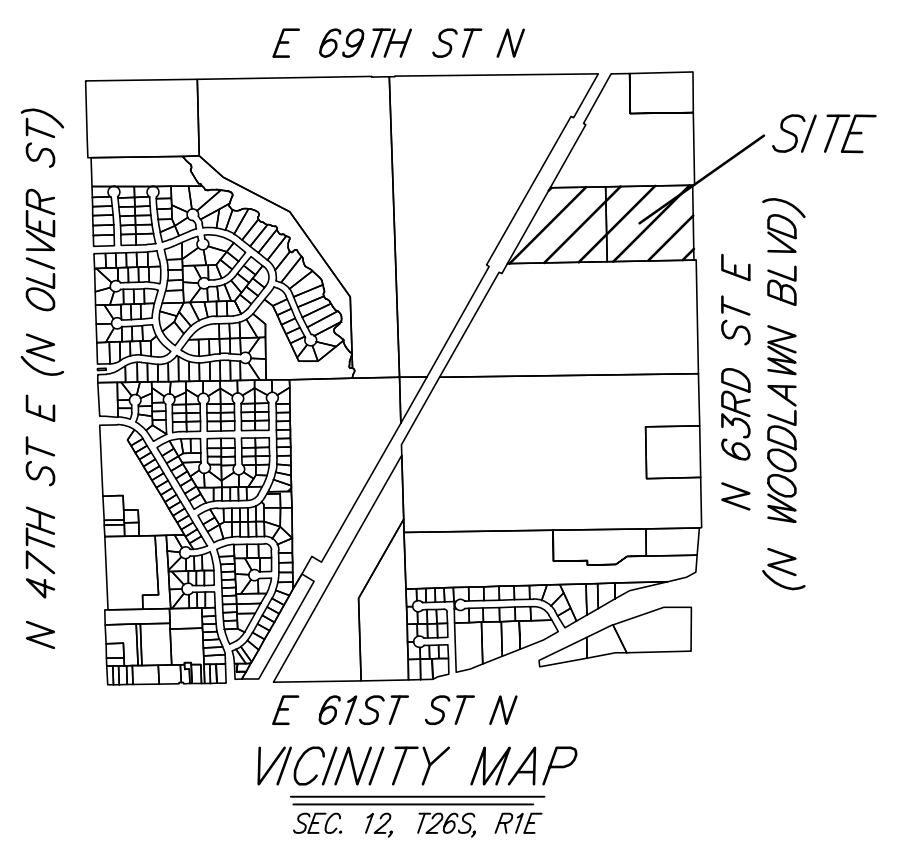 E 69TH ST N
SITE
N 47TH ST E (N OLIVER ST)
N 63RD ST E
(N WOODLAWN BLVD)
E 61ST ST N
VICINITY MAP
SEC. 12, T26S, R1E